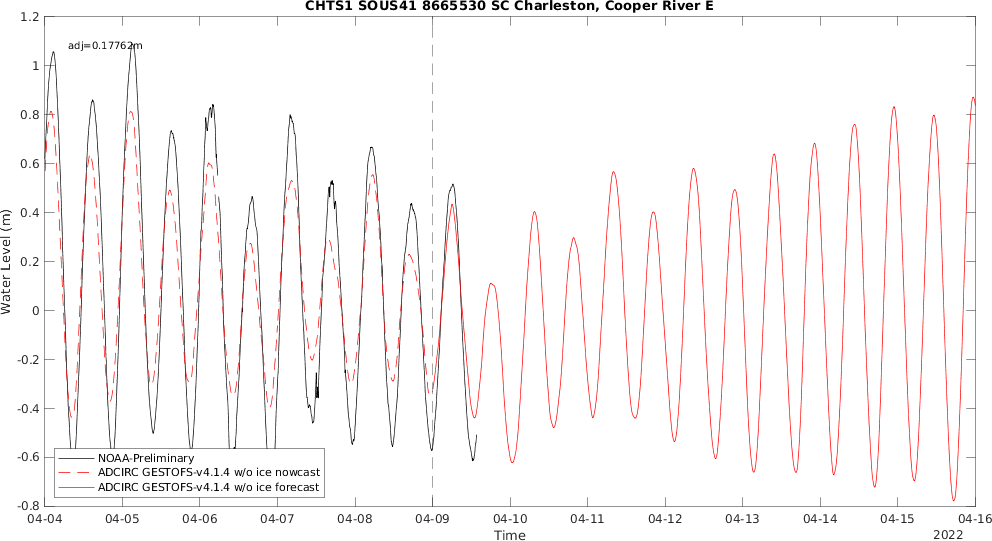 CHTS1 SOUS41 8665530 SC Charleston, Cooper River E
adj=0.17762m
1.2
1
0.8
0.6
0.4
0.2
0
-0.2
-0.4
-0.6
-0.8
Water Level (m)
NOAA-Preliminary
ADCIRC GESTOFS-v4.1.4 w/o ice nowcast
ADCIRC GESTOFS-v4.1.4 w/o ice forecast
04-04 04-05 04-06 04-07 04-08 04-09 04-10 04-11 04-12 04-13 04-14 04-15 04-16
Time
2022